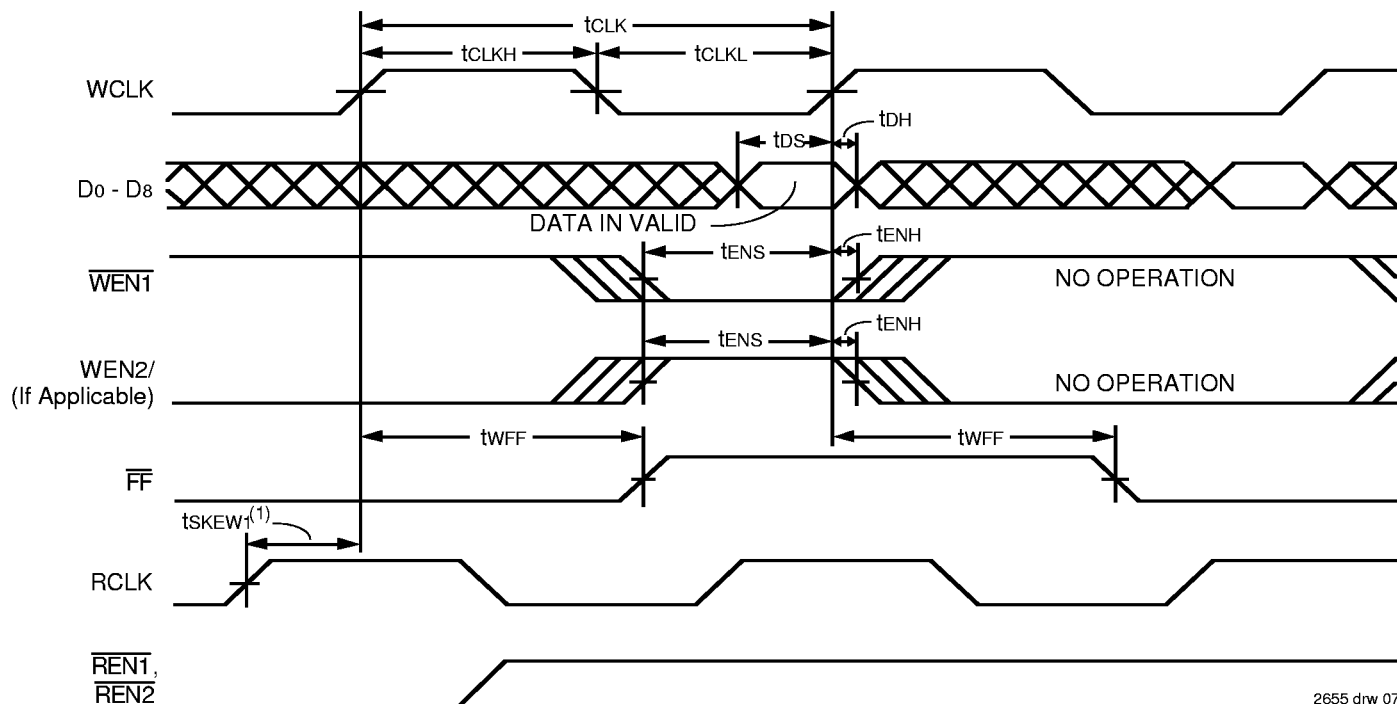 tCLK
tCLKH
tCLKL
WCLK
tDH
tDS
D0 - D8
DATA IN VALID
tENH
tENS
WEN1
NO OPERATION
tENH
tENS
WEN2/
(If Applicable)
NO OPERATION
tWFF
tWFF
FF
tSKEW1(1)
RCLK
REN1,
REN2
2655 drw 07